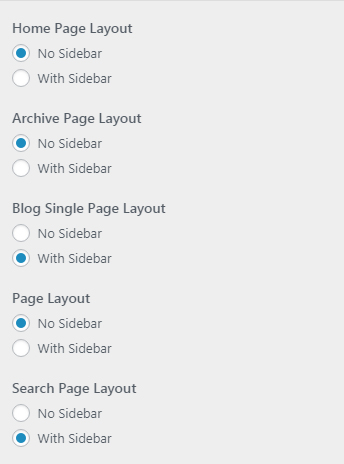 Home Page Layout
No Sidebar
With Sidebar
Archive Page Layout
No Sidebar
With Sidebar
Blog Single Page Layout
No Sidebar
With Sidebar
Page Layout
No Sidebar
With Sidebar
Search Page Layout
No Sidebar
With Sidebar